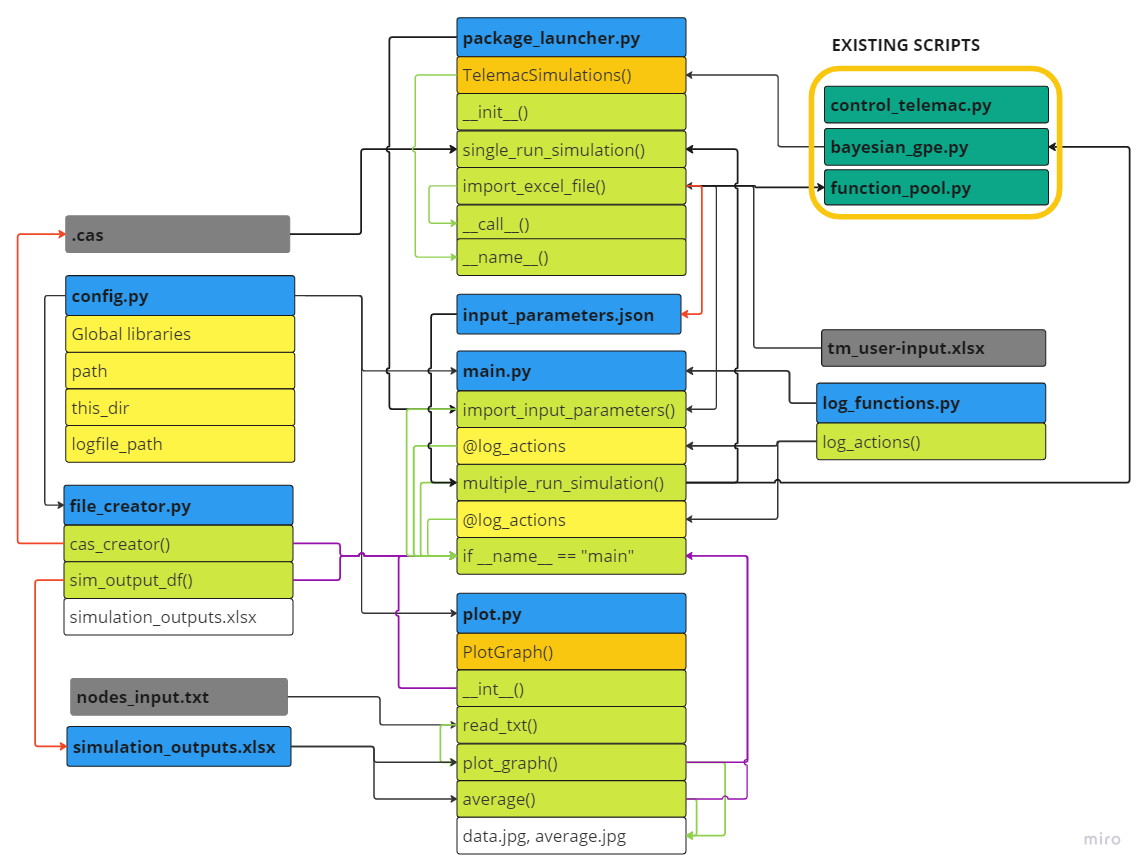 package_launcher.py
TelemacSimulations()
__init__()
single_run_simulation()
import_excel_file()
__call__()
__name__()
EXISTING SCRIPTS
control_telemac.py
bayesian_gpe.py
function_pool.py
.cas
config.py
Global libraries
path
this_dir
logfile_path
input_parameters.json
main.py
import_input_parameters()
@log_actions
multiple_run_simulation()
@log_actions
if __name__ == "main"
tm_user-input.xlsx
log_functions.py
log_actions()
file_creator.py
cas_creator()
sim_output_df()
simulation_outputs.xlsx
nodes_input.txt
simulation_outputs.xlsx
plot.py
PlotGraph()
__int__()
read_txt()
plot_graph()
average()
data.jpg, average.jpg
miro